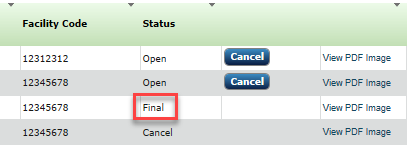 Facility Code Status
12312312 Open Cancel View PDF Image
12345678 Open Cancel View PDF Image
12345678 Final View PDF Image
12345678 Cancel View PDF Image